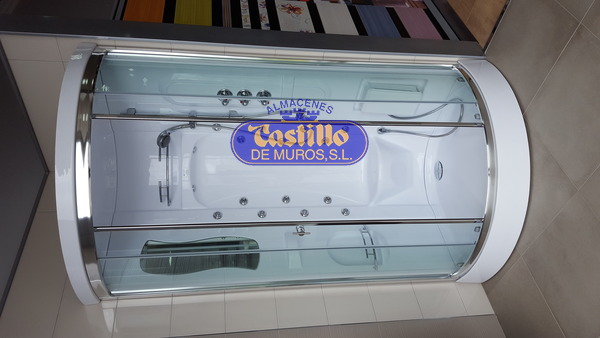 ALMACENES
Castillo
DE MUROS, S.L.